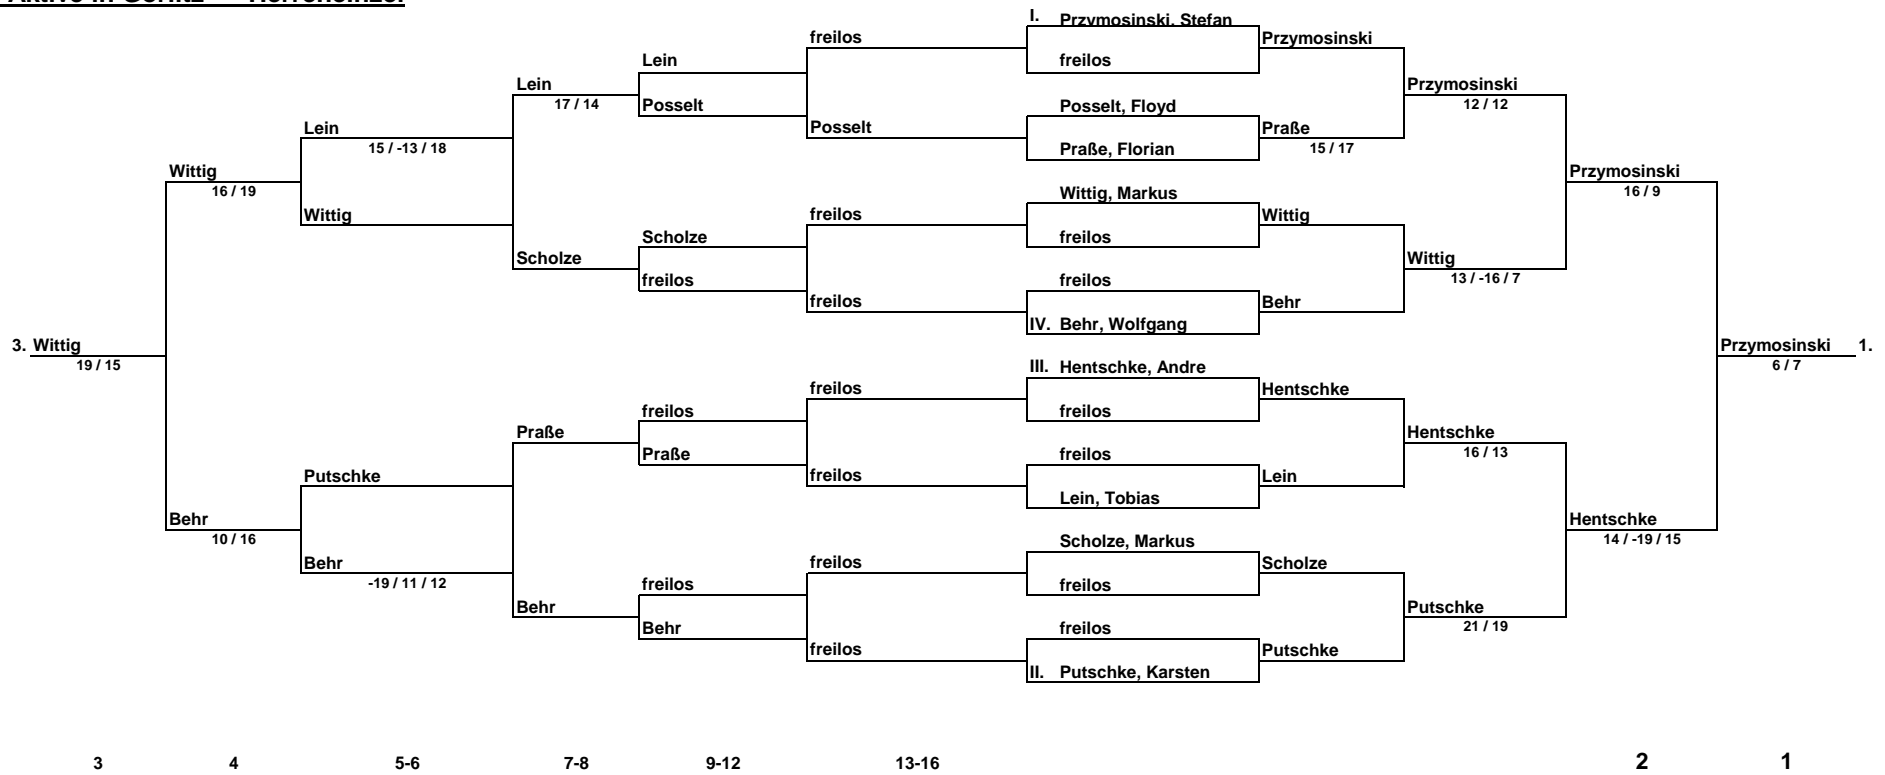 Aktive in Görlitz Herreneinzel
I. Przymosinski, Stefan
freilos
Przymosinski
Lein
freilos
Lein
Przymosinski
17 / 14
Posselt
Posselt, Floyd
12 / 12
Lein
Posselt
Praße
15 / -13 / 18
Praße, Florian
15 / 17
Wittig
Przymosinski
16 / 19
Wittig, Markus
16 / 9
Wittig
freilos
Wittig
Scholze
freilos
Scholze
Wittig
freilos
freilos
13 / -16 / 7
freilos
Behr
IV. Behr, Wolfgang
3. Wittig
Przymosinski 1.
19 / 15
III. Hentschke, Andre
6 / 7
freilos
Hentschke
freilos
freilos
Praße
Hentschke
Praße
freilos
16 / 13
Putschke
freilos
Lein
Lein, Tobias
Behr
Hentschke
10 / 16
Scholze, Markus
14 / -19 / 15
Behr
freilos
Scholze
-19 / 11 / 12
freilos
freilos
Behr
Putschke
Behr
freilos
21 / 19
freilos
Putschke
II. Putschke, Karsten
3 4 5-6 7-8 9-12 13-16 2 1